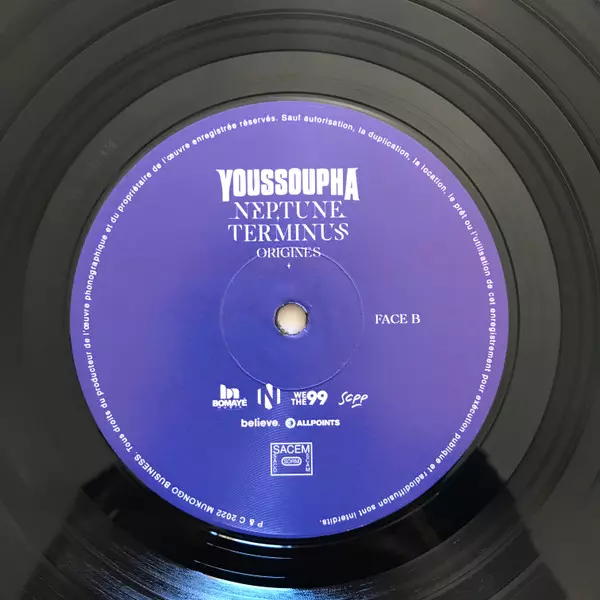 YOUSSOUPHA
NEPTUNE
TERMINUS
ORIGINES
FACE B
BOMAYÉ
N
WE THE 99
Sapp
believe. ALLPOINTS
SACEM
SDRM
P & C 2022 MUKONGO BUSINESS. Tous droits du producteur de l'œuvre phonographique et du propriétaire de l'œuvre enregistrée réservés. Sauf autorisation, la duplication, la location, le prêt ou l'utilisation de cet enregistrement pour exécution publique et radiodiffusion sont interdits.